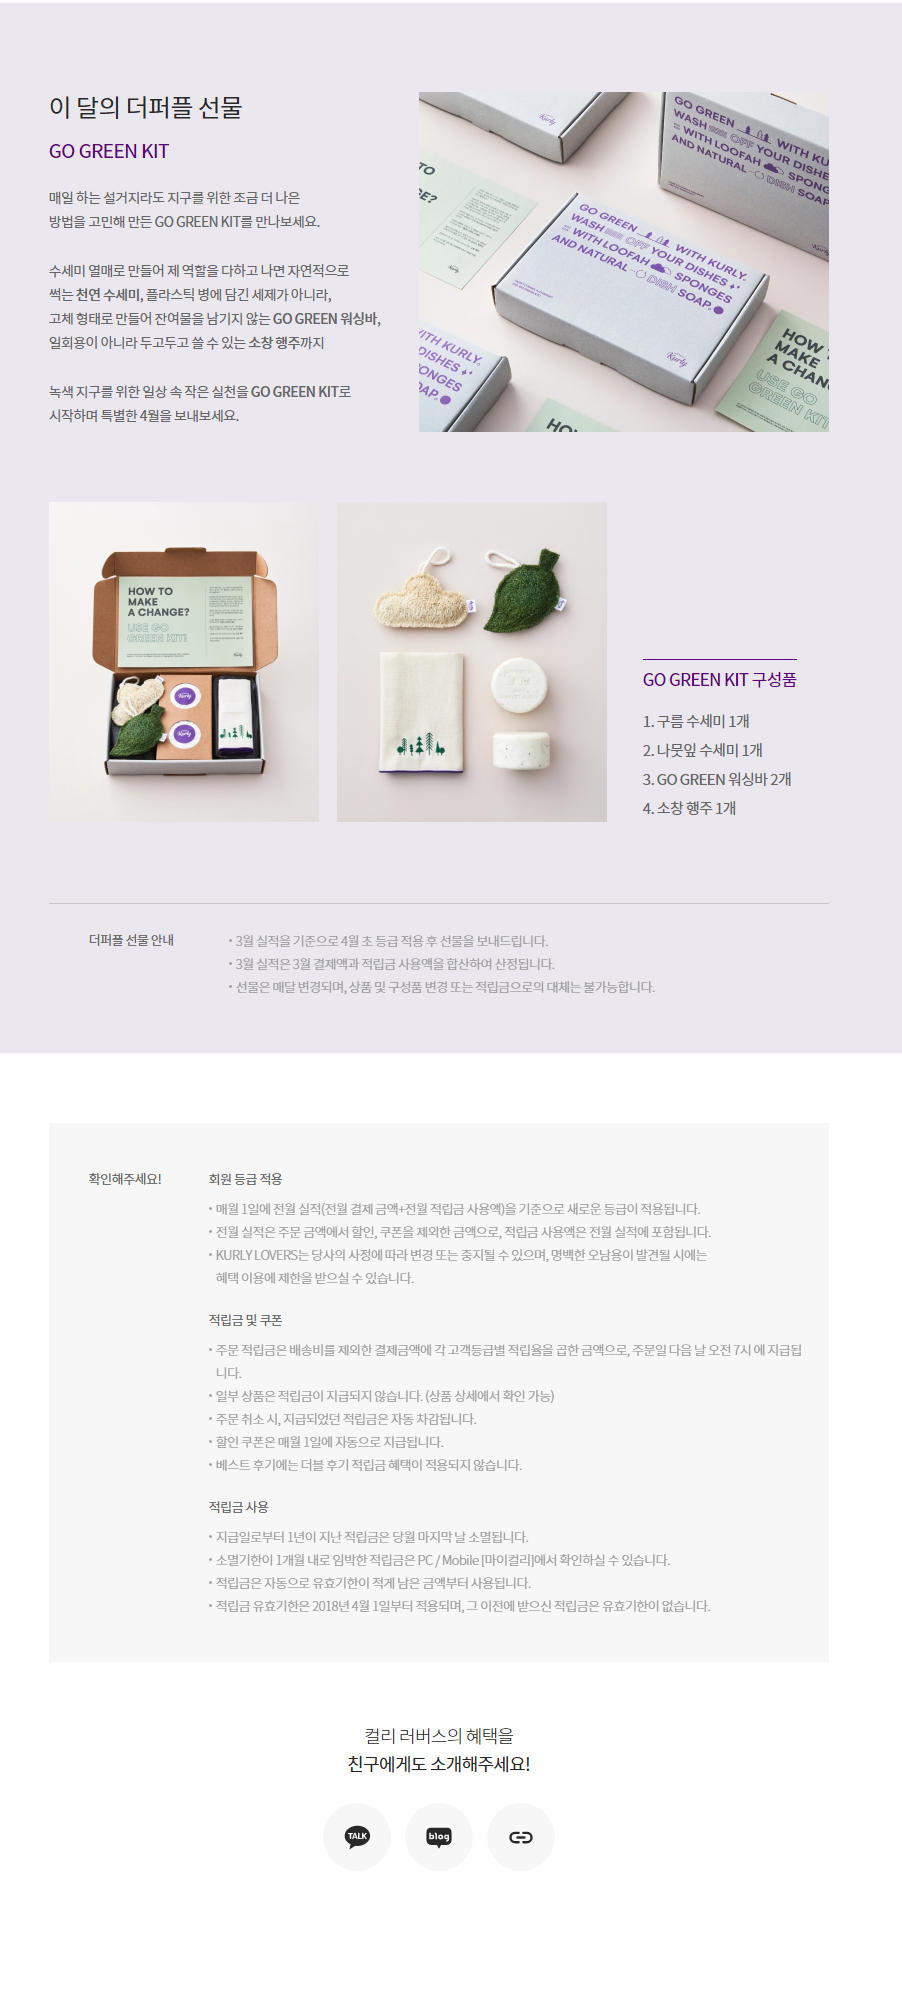 이 달의 더퍼플 선물
GO GREEN KIT
매일 하는 설거지라도 지구를 위한 조금 더 나은
방법을 고민해 만든 GO GREEN KIT를 만나보세요.
수세미 열매로 만들어 제 역할을 다하고 나면 자연적으로
썩는 천연 수세미, 플라스틱 병에 담긴 세제가 아니라,
고체 형태로 만들어 잔여물을 남기지 않는 GO GREEN 워싱바,
일회용이 아니라 두고두고 쓸 수 있는 소창 행주까지
녹색 지구를 위한 일상 속 작은 실천을 GO GREEN KIT로
시작하며 특별한 4월을 보내보세요.
Kurly
GO GREEN WITH KU
WASH OFF YOUR DISHES
WITH LOOFAH SPONG
AND NATURAL DISH SOAP
GO GREEN WITH KURLY.
WASH OFF YOUR DISHES
WITH LOOFAH SPONGES
AND NATURAL DISH SOAP.
Kurly
WITH KURLY.
DISHES
ONGES
OAP.
HOW
MAKE
A CHAN
USE GO
GREEN KIT
HOW
HOW TO
MAKE
A CHANGE?
USE GO
GREEN KIT!
Kurly
Kurly
GO GREEN KIT 구성품
1. 구름 수세미 1개
2. 나뭇잎 수세미 1개
3. GO GREEN 워싱바 2개
4. 소창 행주 1개
더퍼플 선물 안내
• 3월 실적을 기준으로 4월 초 등급 적용 후 선물을 보내드립니다.
• 3월 실적은 3월 결제액과 적립금 사용액을 합산하여 산정됩니다.
• 선물은 매달 변경되며, 상품 및 구성품 변경 또는 적립금으로의 대체는 불가능합니다.
확인해주세요!
회원 등급 적용
• 매월 1일에 전월 실적(전월 결제 금액+전월 적립금 사용액)을 기준으로 새로운 등급이 적용됩니다.
• 전월 실적은 주문 금액에서 할인, 쿠폰을 제외한 금액으로, 적립금 사용액은 전월 실적에 포함됩니다.
• KURLY LOVERS는 당사의 사정에 따라 변경 또는 중지될 수 있으며, 명백한 오남용이 발견될 시에는
혜택 이용에 제한을 받으실 수 있습니다.
적립금 및 쿠폰
• 주문 적립금은 배송비를 제외한 결제금액에 각 고객등급별 적립율을 곱한 금액으로, 주문일 다음 날 오전 7시 에 지급됩
니다.
• 일부 상품은 적립금이 지급되지 않습니다. (상품 상세에서 확인 가능)
• 주문 취소 시, 지급되었던 적립금은 자동 차감됩니다.
• 할인 쿠폰은 매월 1일에 자동으로 지급됩니다.
• 베스트 후기에는 더블 후기 적립금 혜택이 적용되지 않습니다.
적립금 사용
• 지급일로부터 1년이 지난 적립금은 당월 마지막 날 소멸됩니다.
• 소멸기한이 1개월 내로 임박한 적립금은 PC / Mobile [마이컬리]에서 확인하실 수 있습니다.
• 적립금은 자동으로 유효기한이 적게 남은 금액부터 사용됩니다.
• 적립금 유효기한은 2018년 4월 1일부터 적용되며, 그 이전에 받으신 적립금은 유효기한이 없습니다.
컬리 러버스의 혜택을
친구에게도 소개해주세요!
TALK
blog